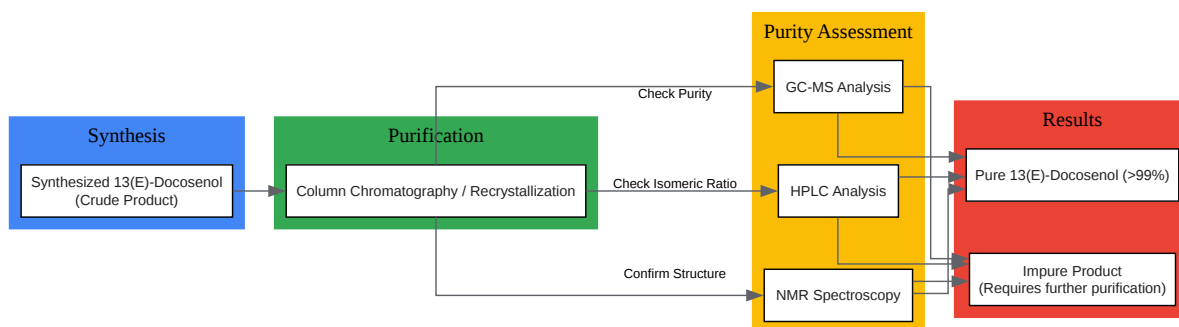 Synthesis
Synthesized 13(E)-Docosenol
(Crude Product)
Purification
Column Chromatography / Recrystallization
Check Purity
Check Isomeric Ratio
Confirm Structure
Purity Assessment
GC-MS Analysis
HPLC Analysis
NMR Spectroscopy
Results
Pure 13(E)-Docosenol (>99%)
Impure Product
(Requires further purification)